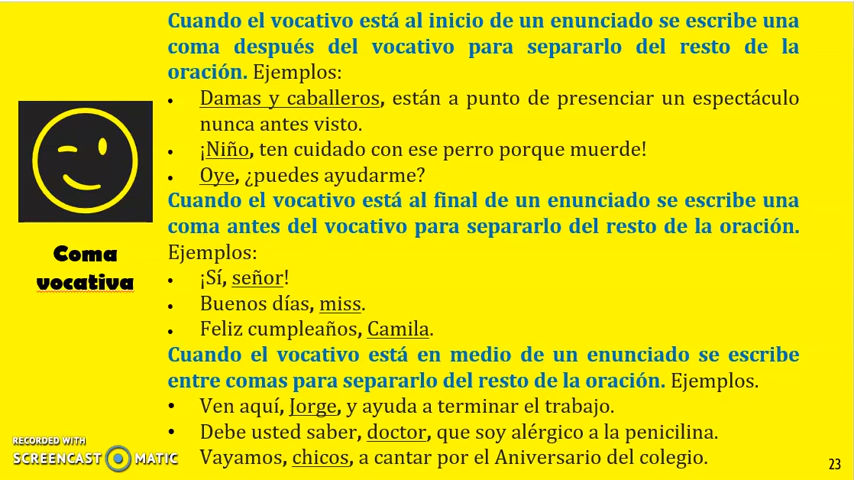 Cuando el vocativo está al inicio de un enunciado se escribe una
coma después del vocativo para separarlo del resto de la
oración. Ejemplos:
• Damas y caballeros, están a punto de presenciar un espectáculo
nunca antes visto.
• ¡Niño, ten cuidado con ese perro porque muerde!
• Oye, ¿puedes ayudarme?
Cuando el vocativo está al final de un enunciado se escribe una
coma antes del vocativo para separarlo del resto de la oración.
Ejemplos:
• ¡Sí, señor!
• Buenos días, miss.
• Feliz cumpleaños, Camila.
Cuando el vocativo está en medio de un enunciado se escribe
entre comas para separarlo del resto de la oración. Ejemplos.
• Ven aquí, Jorge, y ayuda a terminar el trabajo.
• Debe usted saber, doctor, que soy alérgico a la penicilina.
• Vayamos, chicos, a cantar por el Aniversario del colegio.
Coma
vocativa
RECORDED WITH
SCREENCAST MATIC
23